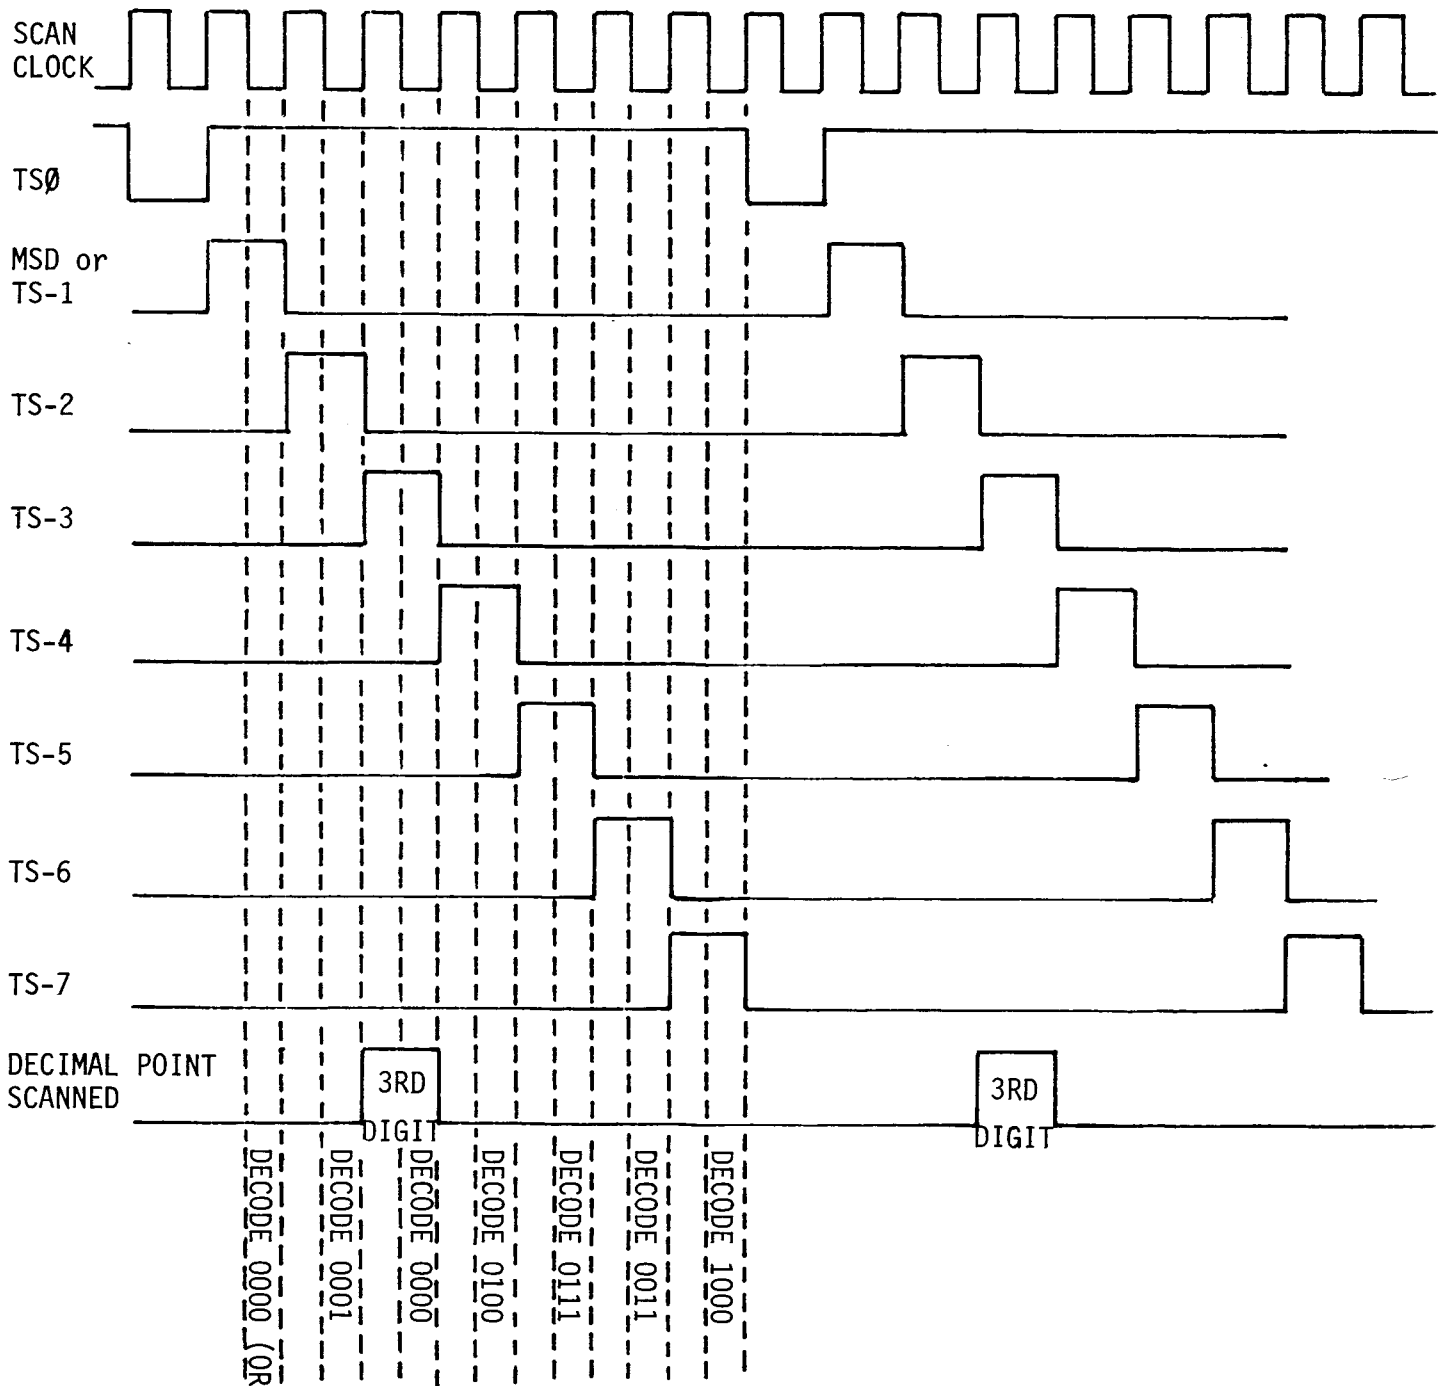 SCAN
CLOCK
TSØ
MSD or
TS-1
TS-2
TS-3
TS-4
TS-5
TS-6
TS-7
DECIMAL POINT
SCANNED
3RD
DIGIT
3RD
DIGIT
DECODE 0000 (OR
DECODE 0001
DECODE 0000
DECODE 0100
DECODE 0111
DECODE 0011
DECODE 1000